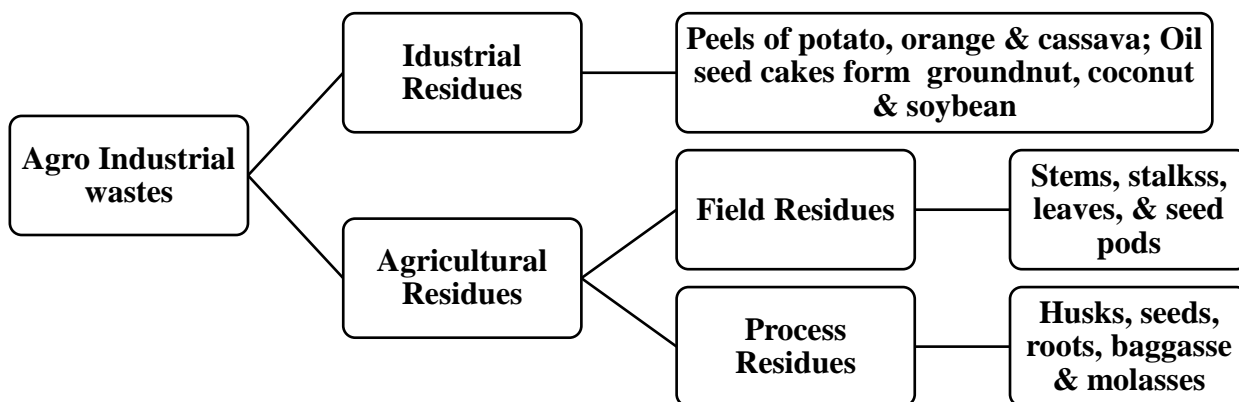 Agro Industrial
wastes
Idustrial
Residues
Peels of potato, orange & cassava; Oil
seed cakes form groundnut, coconut
& soybean
Agricultural
Residues
Field Residues
Stems, stalkss,
leaves, & seed
pods
Process
Residues
Husks, seeds,
roots, baggasse
& molasses